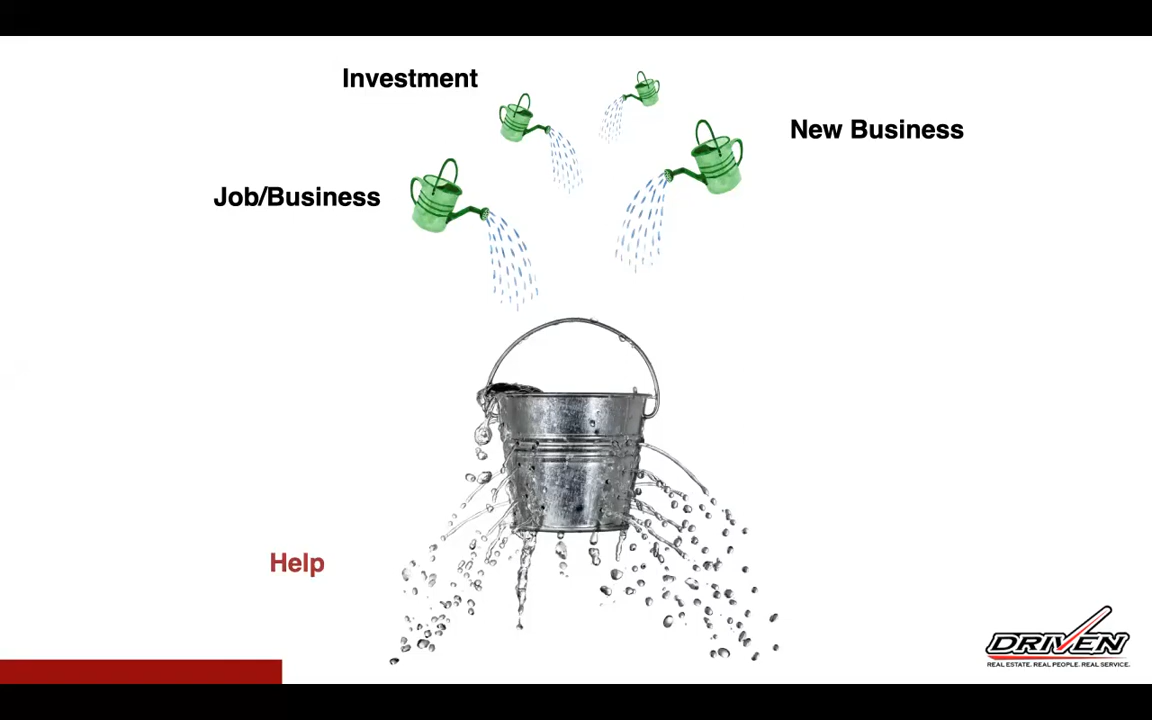 Investment
New Business
Job/Business
Help
DRIVEN
REAL ESTATE. REAL PEOPLE. REAL SERVICE.